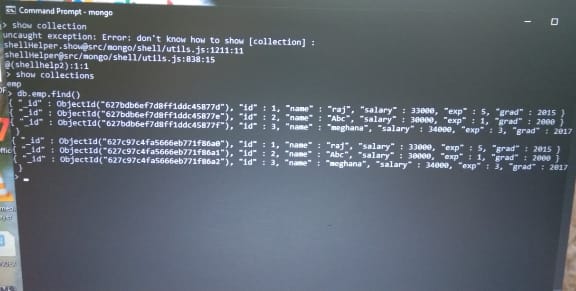 Command Prompt - mongo
> show collection
uncaught exception: Error: don't know how to show [collection] :
shellHelper.show@src/mongo/shell/utils.js:1211:11
shellHelper@src/mongo/shell/utils.js:838:15
@(shellhelp2):1:1
> show collections
emp
> db.emp.find()
{ "_id" : ObjectId("627bdb6ef7d8ff1ddc45877d"), "id" : 1, "name" : "raj", "salary" : 33000, "exp" : 5, "grad" : 2015 }
{ "_id" : ObjectId("627bdb6ef7d8ff1ddc45877e"), "id" : 2, "name" : "Abc", "salary" : 30000, "exp" : 1, "grad" : 2000 }
{ "_id" : ObjectId("627bdb6ef7d8ff1ddc45877f"), "id" : 3, "name" : "meghana", "salary" : 34000, "exp" : 3, "grad" : 2017
}
{ "_id" : ObjectId("627c97c4fa5666eb771f86a0"), "id" : 1, "name" : "raj", "salary" : 33000, "exp" : 5, "grad" : 2015 }
{ "_id" : ObjectId("627c97c4fa5666eb771f86a1"), "id" : 2, "name" : "Abc", "salary" : 30000, "exp" : 1, "grad" : 2000 }
{ "_id" : ObjectId("627c97c4fa5666eb771f86a2"), "id" : 3, "name" : "meghana", "salary" : 34000, "exp" : 3, "grad" : 2017
}
>